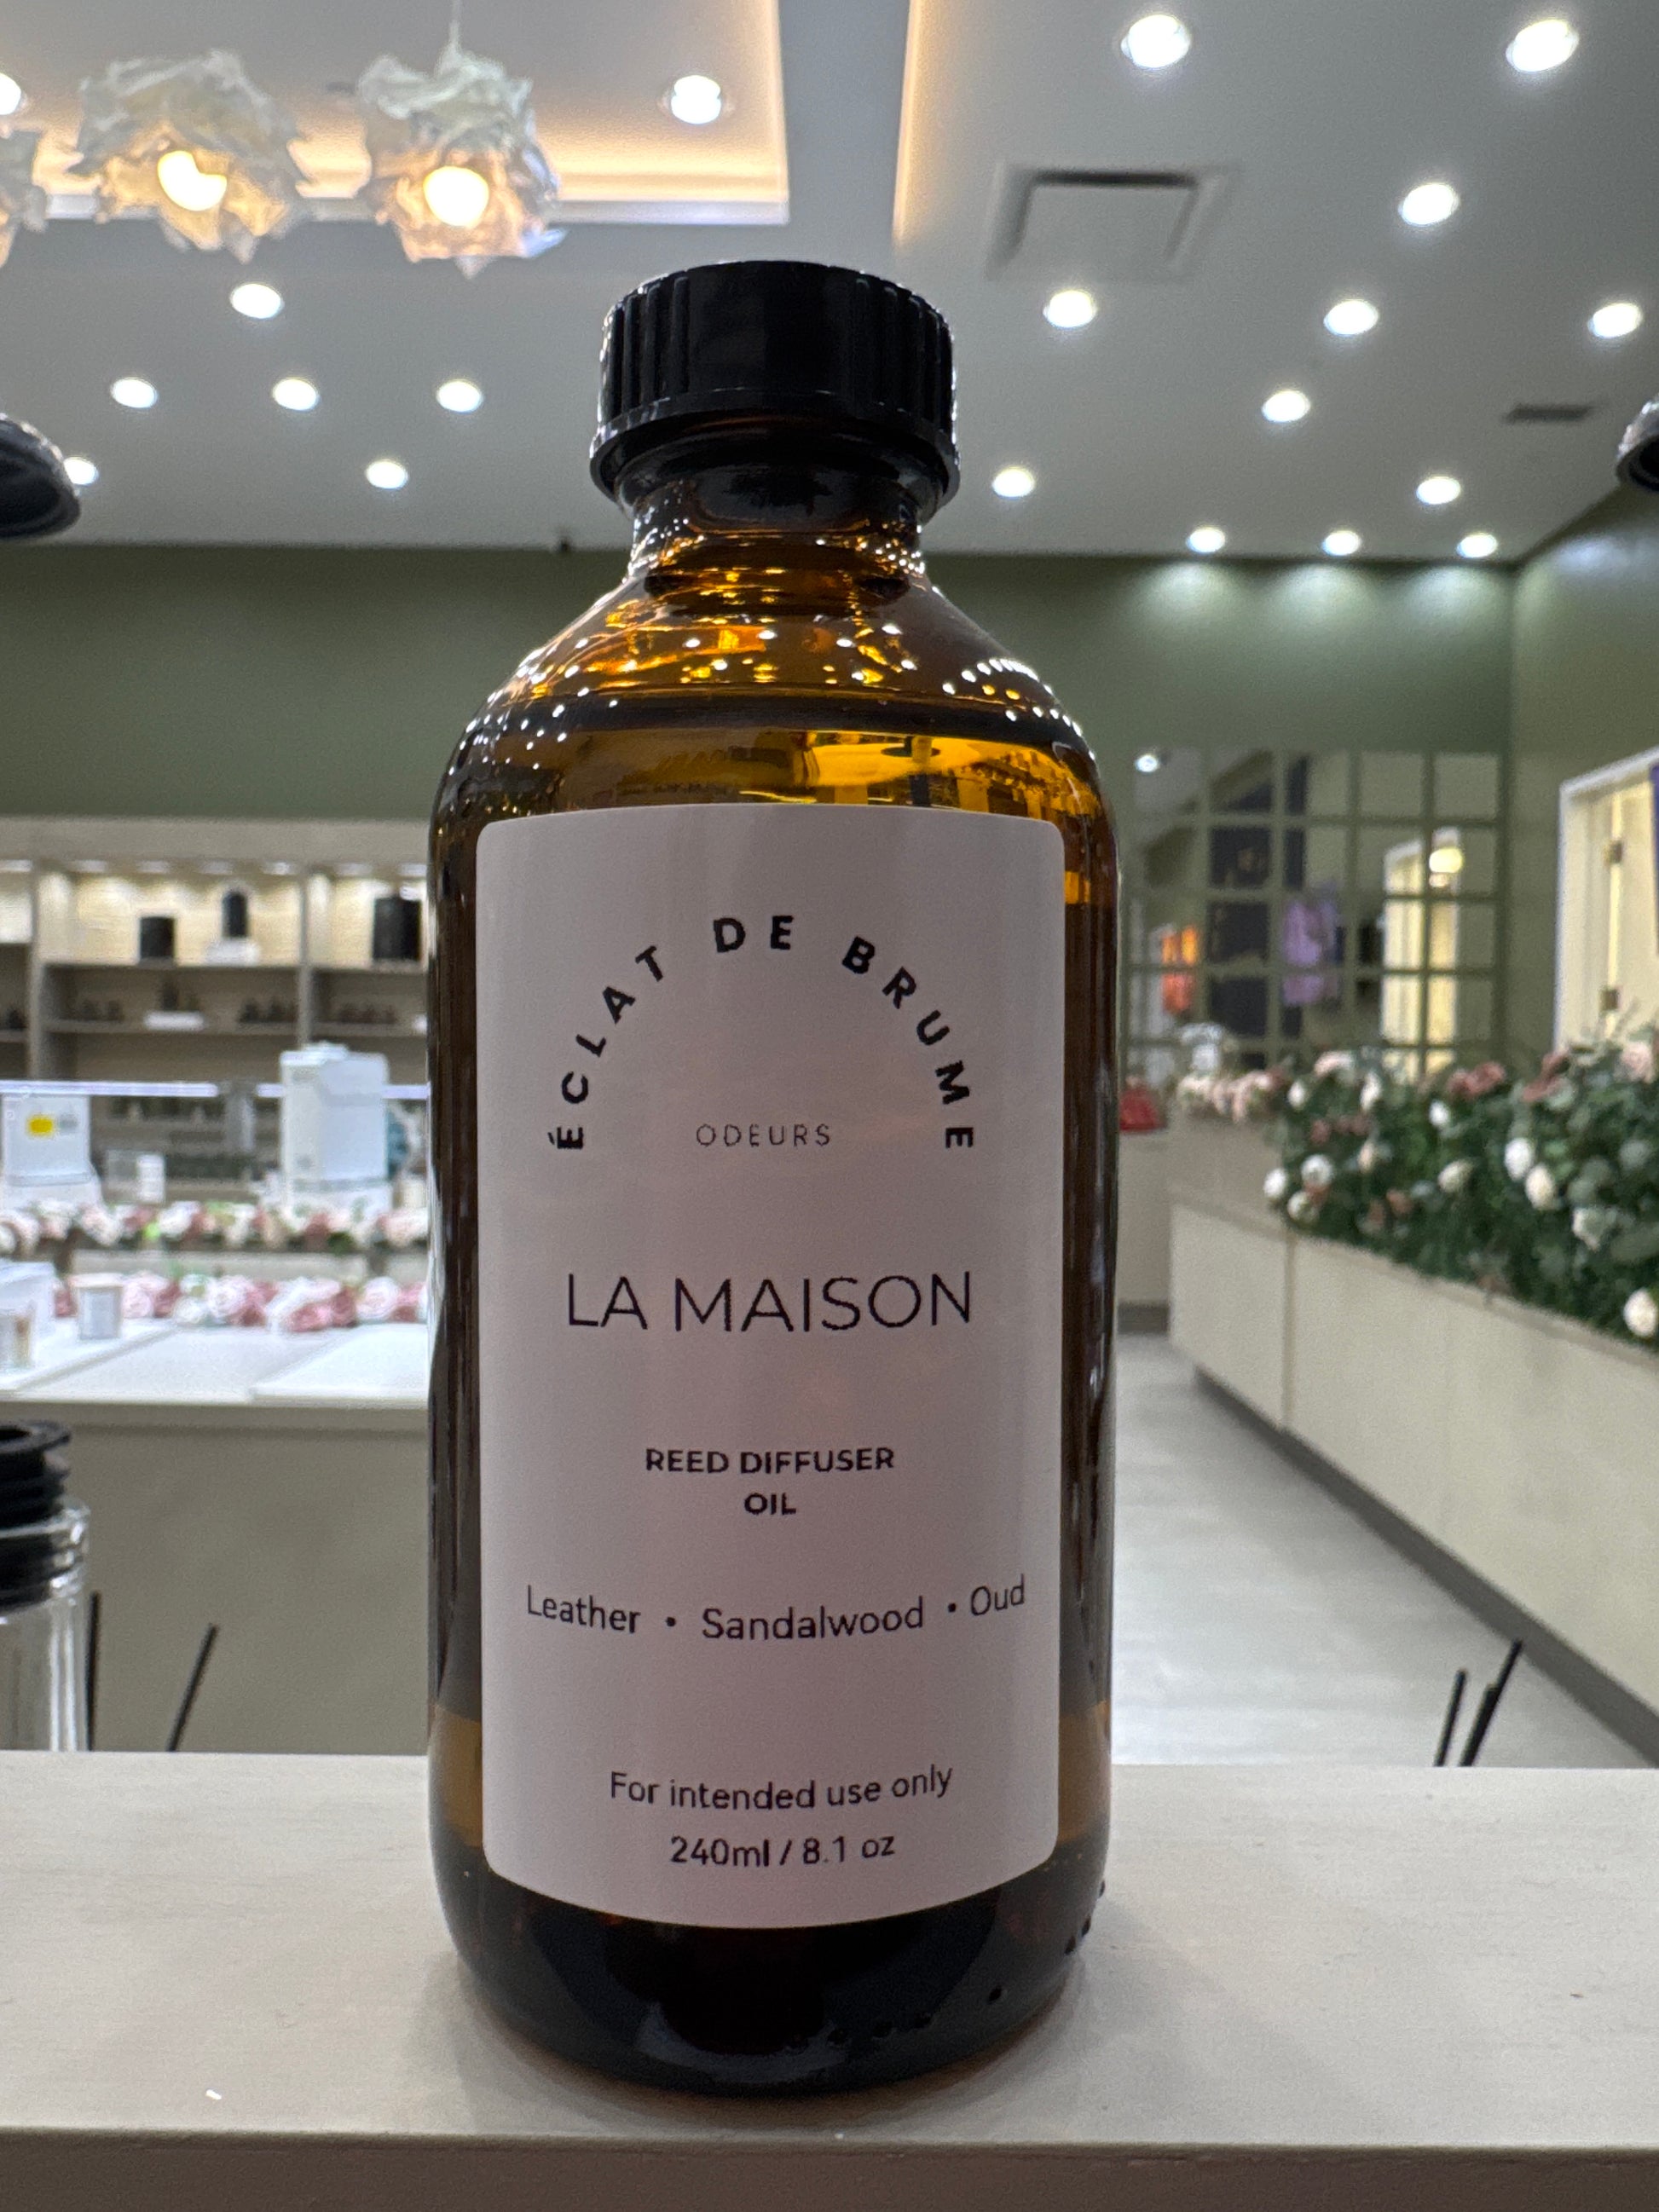 ÉCLAT DE BRUME
ODEURS
LA MAISON
REED DIFFUSER
OIL
Leather • Sandalwood • Oud
For intended use only
240ml / 8.1 oz